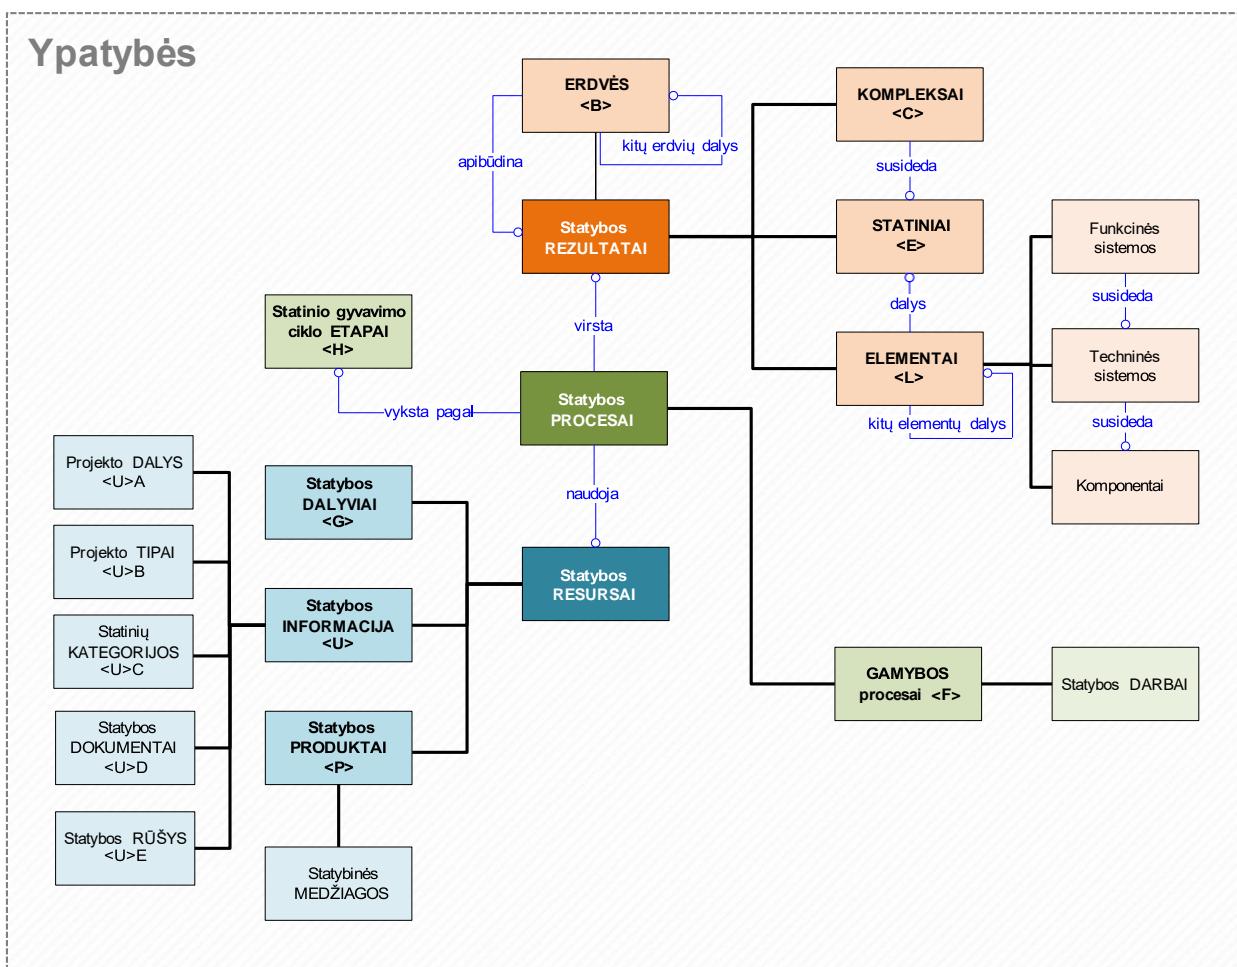 Ypatybės
ERDVĖS
<B>
kitų erdvių dalys
apibūdina
KOMPLEKSAI
<C>
susideda
Statybos
REZULTATAI
STATINIAI
<E>
Funkcinės
sistemos
dalys
susideda
Statinio gyvavimo
ciklo ETAPAI
<H>
virsta
ELEMENTAI
<L>
Techninės
sistemos
kitų elementų dalys
susideda
vyksta pagal
Statybos
PROCESAI
Komponentai
Projekto DALYS
<U>A
Statybos
DALYVIAI
<G>
naudoja
Projekto TIPAI
<U>B
Statybos
RESURSAI
Statinių
KATEGORIJOS
<U>C
Statybos
INFORMACIJA
<U>
GAMYBOS
procesai <F>
Statybos DARBAI
Statybos
DOKUMENTAI
<U>D
Statybos
PRODUKTAI
<P>
Statybos RŪŠYS
<U>E
Statybinės
MEDŽIAGOS